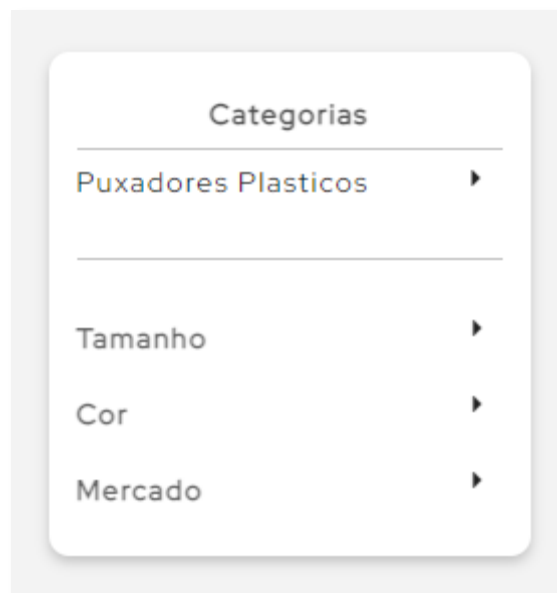 Categorias
Puxadores Plasticos
Tamanho
Cor
Mercado